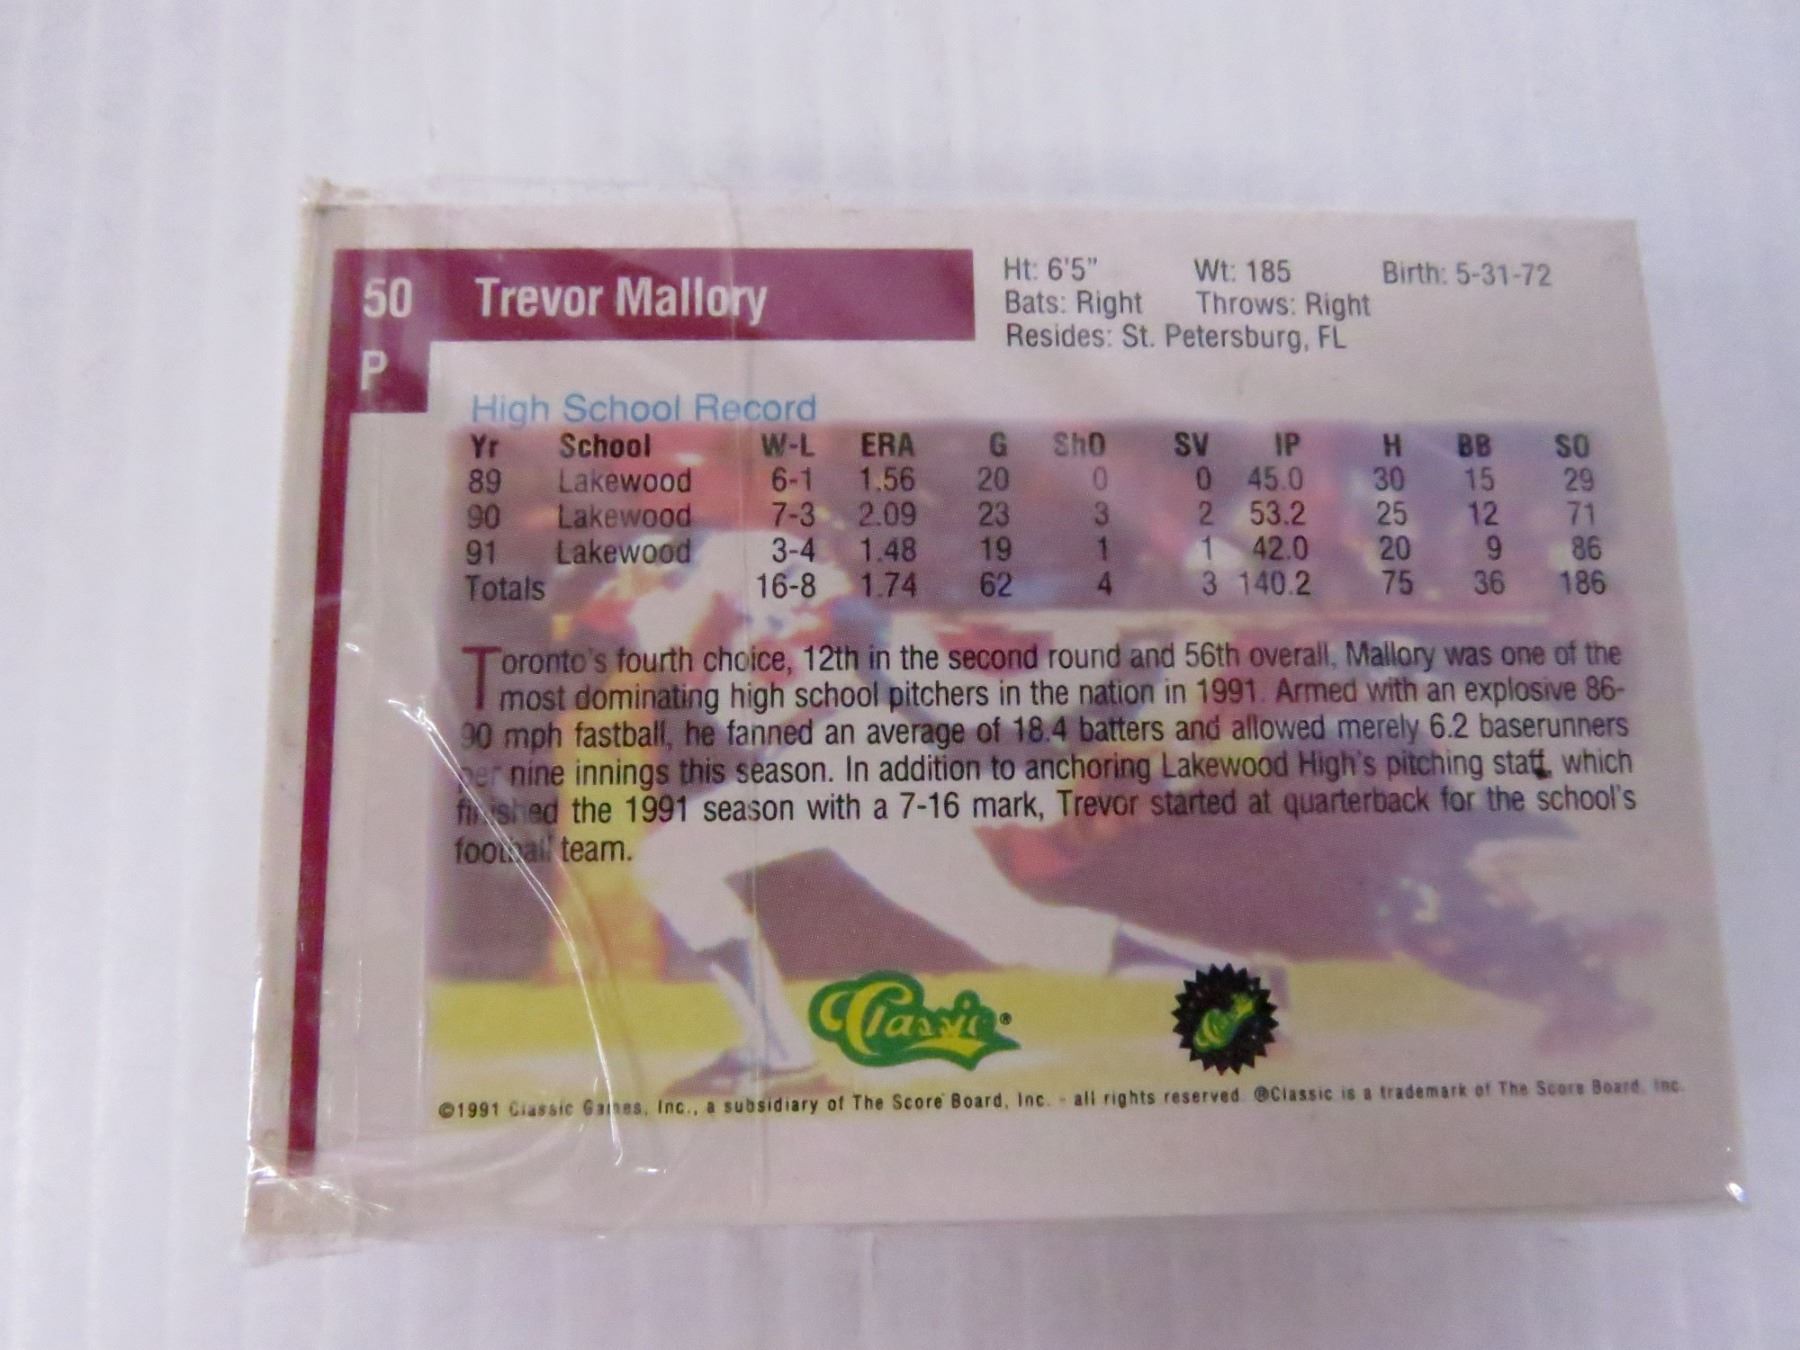 50 Trevor Mallory
P
Ht: 6'5" Wt: 185 Birth: 5-31-72
Bats: Right Throws: Right
Resides: St. Petersburg, FL
High School Record
Yr School W-L ERA G ShO SV IP H BB SO
89 Lakewood 6-1 1.56 20 0 0 45.0 30 15 29
90 Lakewood 7-3 2.09 23 3 2 53.2 25 12 71
91 Lakewood 3-4 1.48 19 1 1 42.0 20 9 86
Totals 16-8 1.74 62 4 3 140.2 75 36 186
Toronto's fourth choice, 12th in the second round and 56th overall, Mallory was one of the
most dominating high school pitchers in the nation in 1991. Armed with an explosive 86-
90 mph fastball, he fanned an average of 18.4 batters and allowed merely 6.2 baserunners
per nine innings this season. In addition to anchoring Lakewood High's pitching staff, which
finished the 1991 season with a 7-16 mark, Trevor started at quarterback for the school's
football team.
Classic®
Classic
©1991 Classic Games, Inc., a subsidiary of The Score Board, Inc. - all rights reserved ®Classic is a trademark of The Score Board, Inc.